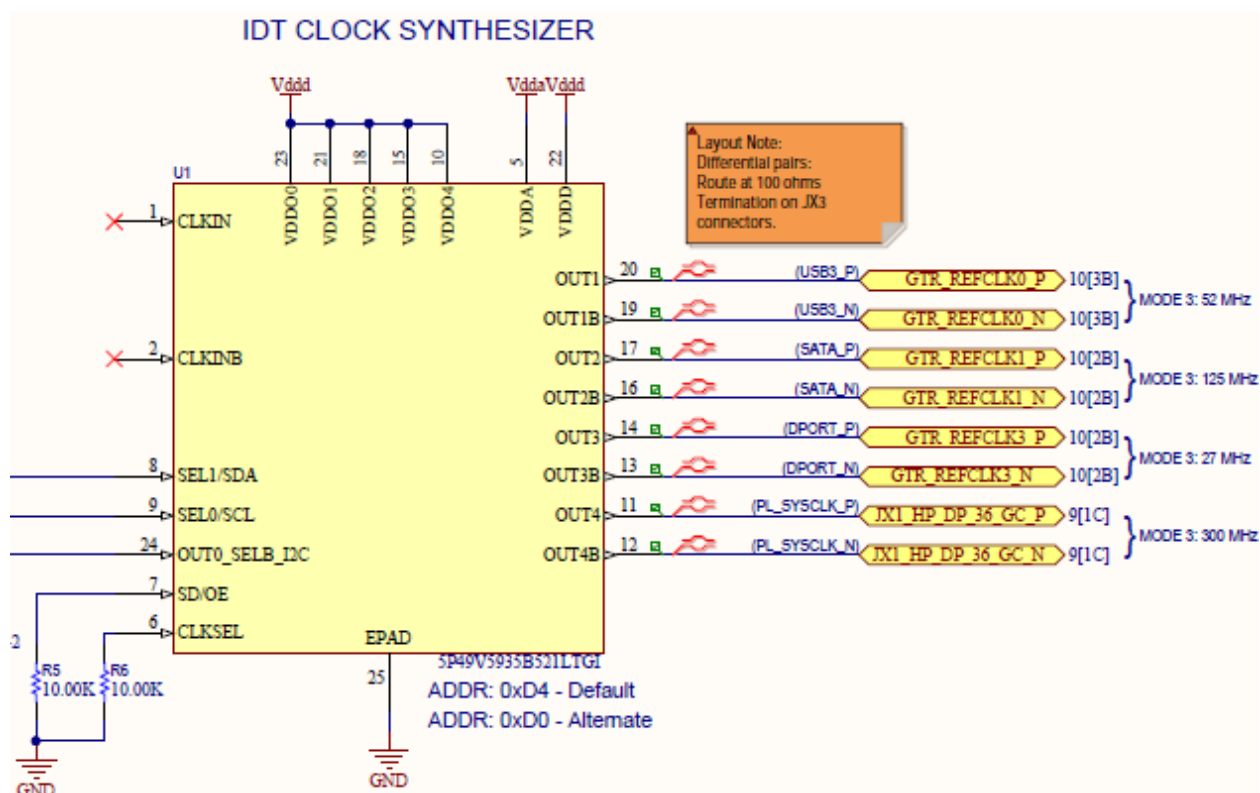 IDT CLOCK SYNTHESIZER
Vddd
Vdda Vddd
23 21 18 15 10 5 22
U1
VDDO0 VDDO1 VDDO2 VDDO3 VDDO4 VDDA VDDD
Layout Note:
Differential pairs:
Route at 100 ohms
Termination on JX3
connectors.
1 CLKIN
OUT1 20 (USB3_P) GTR_REFCLK0_P 10[3B]
MODE 3: 52 MHz
OUT1B 19 (USB3_N) GTR_REFCLK0_N 10[3B]
2 CLKINB
OUT2 17 (SATA_P) GTR_REFCLK1_P 10[2B]
MODE 3: 125 MHz
OUT2B 16 (SATA_N) GTR_REFCLK1_N 10[2B]
OUT3 14 (DPORT_P) GTR_REFCLK3_P 10[2B]
MODE 3: 27 MHz
8 SEL1/SDA
OUT3B 13 (DPORT_N) GTR_REFCLK3_N 10[2B]
9 SEL0/SCL
OUT4 11 (PL_SYSCLK_P) JX1_HP_DP_36_GC_P 9[1C]
MODE 3: 300 MHz
24 OUT0_SELB_I2C
OUT4B 12 (PL_SYSCLK_N) JX1_HP_DP_36_GC_N 9[1C]
7 SD/OE
6 CLKSEL
EPAD
25
5P49V5935B521LTGI
R5
10.00K
R6
10.00K
ADDR: 0xD4 - Default
ADDR: 0xD0 - Alternate
GND
GND